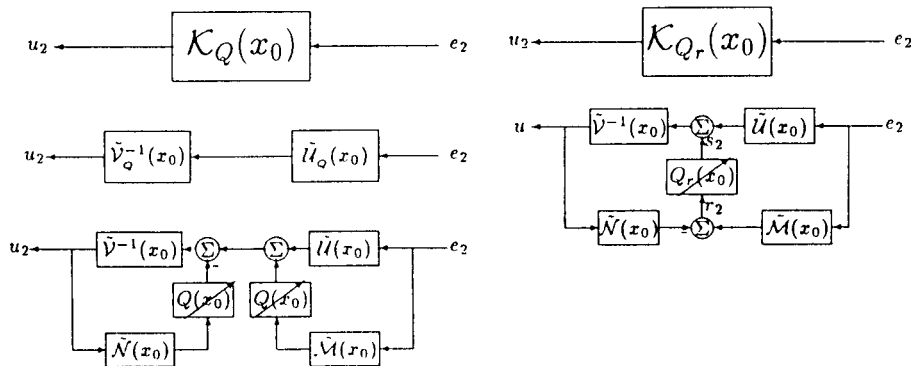 u₂ 𝒦_Q(x₀) e₂
u₂ Ṽ_Q⁻¹(x₀) Ũ_Q(x₀) e₂
u₂ Ṽ⁻¹(x₀) Σ Σ Ũ(x₀) e₂
-
Q(x₀) Q(x₀)
Ñ(x₀) M̃(x₀)
u₂ 𝒦_{Q_r}(x₀) e₂
u Ṽ⁻¹(x₀) Σ Ũ(x₀) e₂
s₂
Q_r(x₀)
r₂
Ñ(x₀) - Σ M̃(x₀)